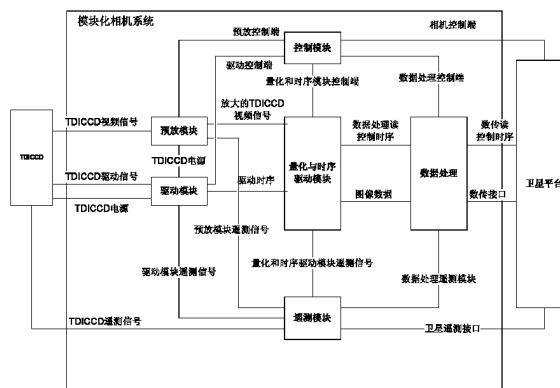 模块化相机系统
预放控制端
控制模块
相机控制端
驱动控制端
量化和时序模块控制端
数据处理控制端
TDICCD视频信号
预放模块
放大的TDICCD
视频信号
数据处理读
控制时序
数传读
控制时序
TDICCD
TDICCD电源
量化与时序
驱动模块
数据处理
卫星平台
TDICCD驱动信号
驱动模块
驱动时序
图像数据
数传接口
TDICCD电源
预放模块遥测信号
驱动模块遥测信号
量化和时序驱动模块遥测信号
数据处理遥测模块
TDICCD遥测信号
遥测模块
卫星遥测接口